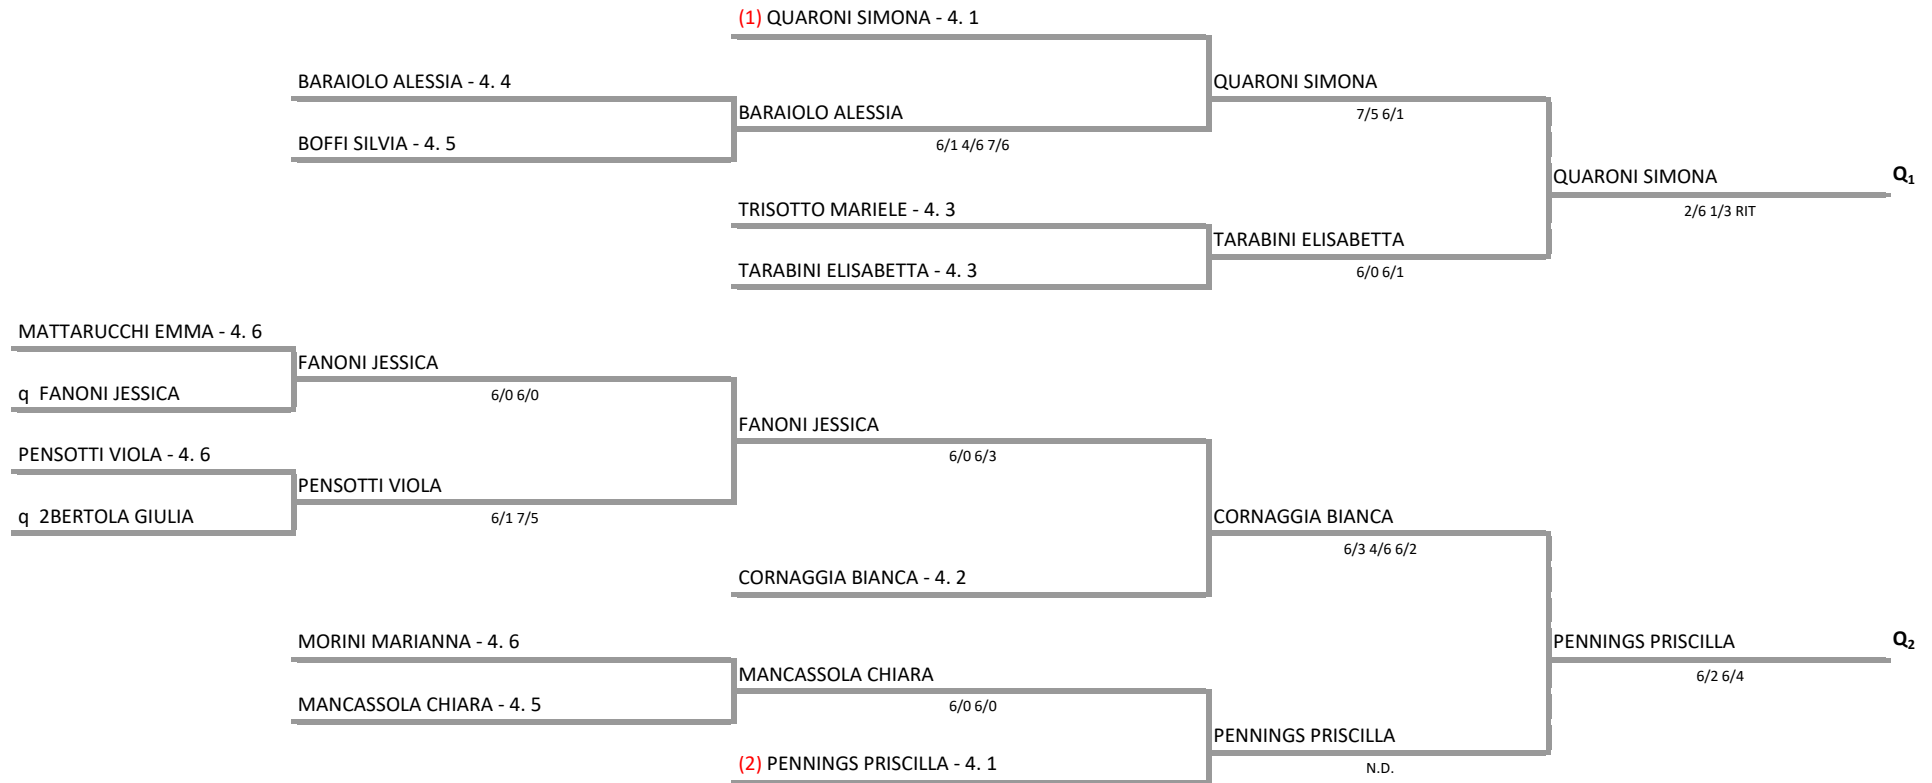 (1) QUARONI SIMONA - 4. 1
BARAIOLO ALESSIA - 4. 4
QUARONI SIMONA
BARAIOLO ALESSIA
7/5 6/1
BOFFI SILVIA - 4. 5
6/1 4/6 7/6
QUARONI SIMONA
Q1
2/6 1/3 RIT
TRISOTTO MARIELE - 4. 3
TARABINI ELISABETTA
TARABINI ELISABETTA - 4. 3
6/0 6/1
MATTARUCCHI EMMA - 4. 6
FANONI JESSICA
q FANONI JESSICA
6/0 6/0
FANONI JESSICA
PENSOTTI VIOLA - 4. 6
6/0 6/3
PENSOTTI VIOLA
q 2BERTOLA GIULIA
6/1 7/5
CORNAGGIA BIANCA
6/3 4/6 6/2
CORNAGGIA BIANCA - 4. 2
MORINI MARIANNA - 4. 6
PENNINGS PRISCILLA
Q2
MANCASSOLA CHIARA
6/2 6/4
MANCASSOLA CHIARA - 4. 5
6/0 6/0
PENNINGS PRISCILLA
(2) PENNINGS PRISCILLA - 4. 1
N.D.